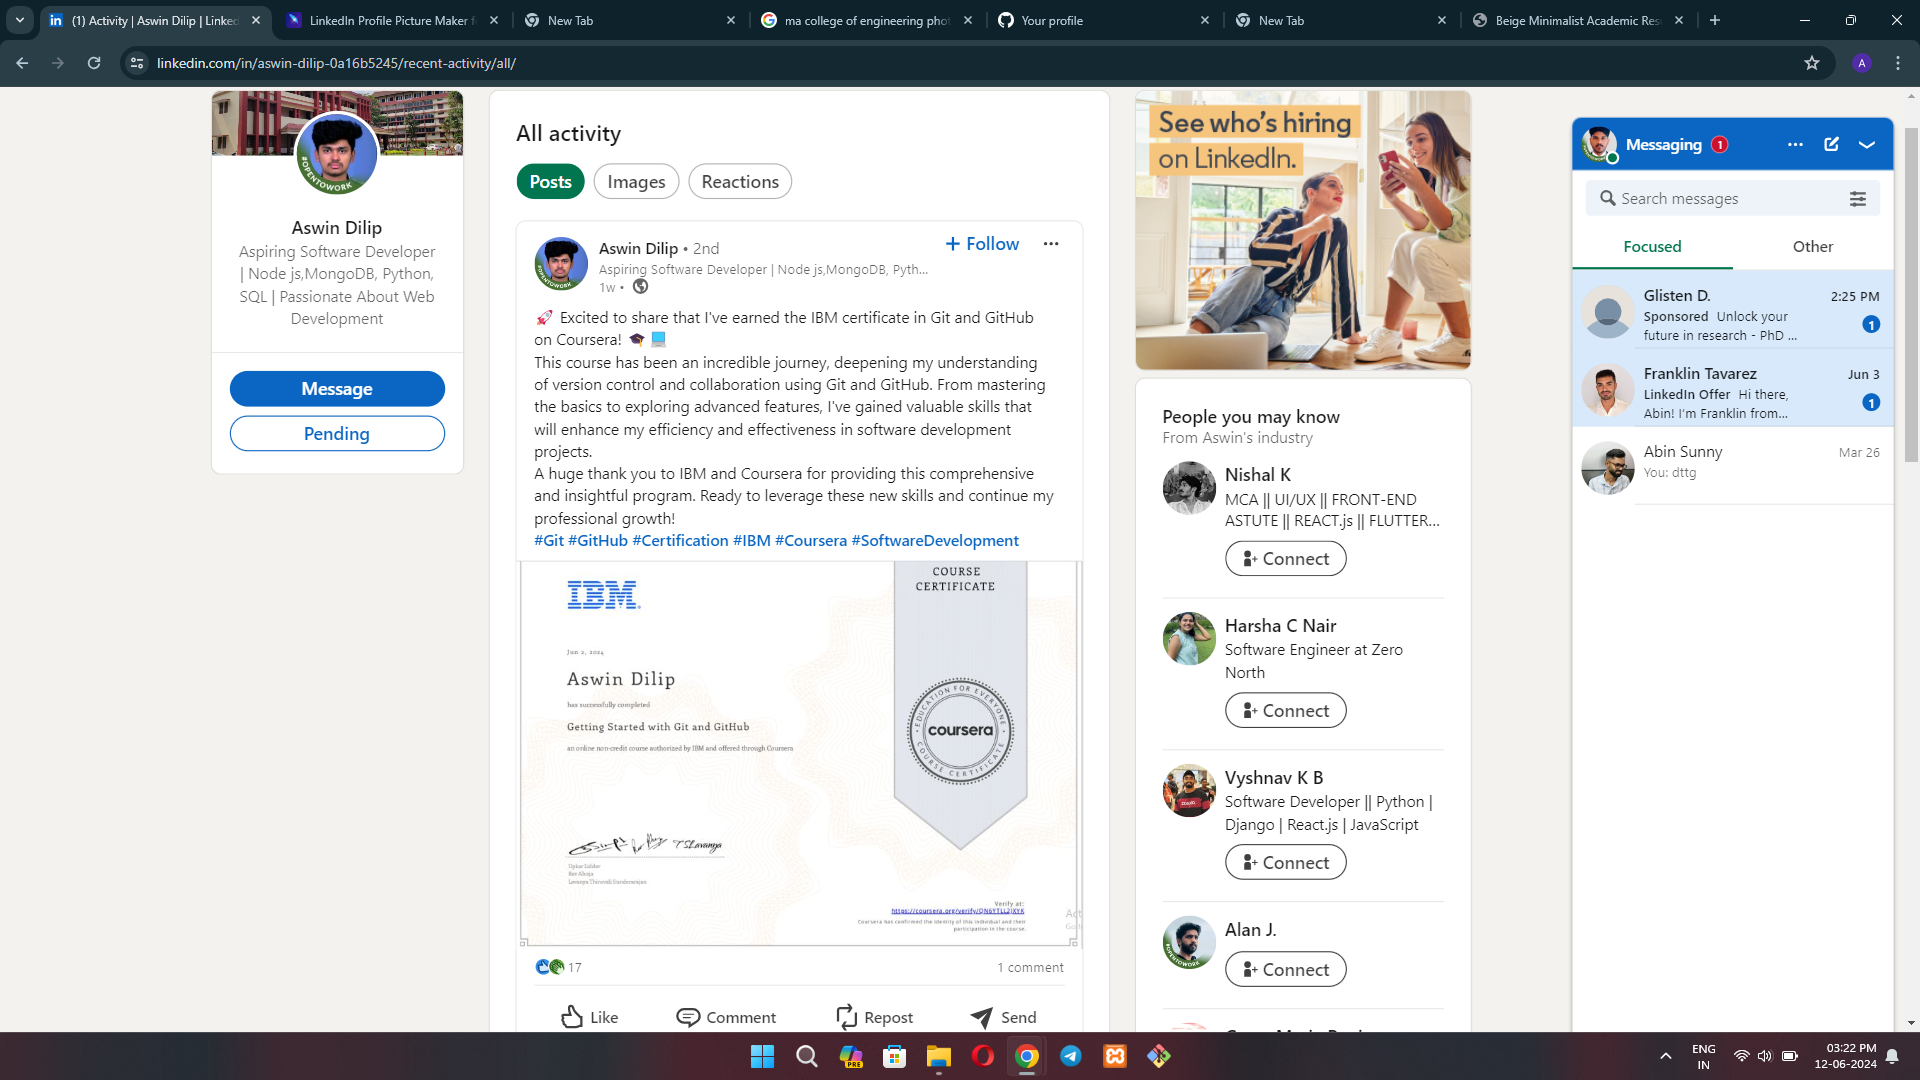 (1) Activity | Aswin Dilip | Linked
LinkedIn Profile Picture Maker f
New Tab
ma college of engineering pho
Your profile
New Tab
Beige Minimalist Academic Res
linkedin.com/in/aswin-dilip-0a16b5245/recent-activity/all/
A
#OPENTOWORK
Aswin Dilip
Aspiring Software Developer
| Node js,MongoDB, Python,
SQL | Passionate About Web
Development
Message
Pending
All activity
Posts
Images
Reactions
Aswin Dilip • 2nd
Aspiring Software Developer | Node js,MongoDB, Pyth...
1w •
+ Follow
🚀 Excited to share that I've earned the IBM certificate in Git and GitHub
on Coursera! 🎓 💻
This course has been an incredible journey, deepening my understanding
of version control and collaboration using Git and GitHub. From mastering
the basics to exploring advanced features, I've gained valuable skills that
will enhance my efficiency and effectiveness in software development
projects.
A huge thank you to IBM and Coursera for providing this comprehensive
and insightful program. Ready to leverage these new skills and continue my
professional growth!
#Git #GitHub #Certification #IBM #Coursera #SoftwareDevelopment
IBM
COURSE
CERTIFICATE
Jun 2, 2024
Aswin Dilip
has successfully completed
Getting Started with Git and GitHub
an online non-credit course authorized by IBM and offered through Coursera
EDUCATION FOR EVERYONE
coursera
COURSE CERTIFICATE
Rav Ahuja
Verify at:
https://coursera.org/verify/QN6YTLL2JXYK
Coursera has confirmed the identity of this individual and their
participation in the course.
17
1 comment
Like
Comment
Repost
Send
See who's hiring
on LinkedIn.
People you may know
From Aswin's industry
Nishal K
MCA || UI/UX || FRONT-END
ASTUTE || REACT.js || FLUTTER...
Connect
Harsha C Nair
Software Engineer at Zero
North
Connect
Vyshnav K B
Software Developer || Python |
Django | React.js | JavaScript
Connect
#OPENTOWORK
Alan J.
Connect
Messaging
1
Search messages
Focused
Other
Glisten D.
2:25 PM
Sponsored Unlock your
future in research - PhD ...
1
Franklin Tavarez
Jun 3
LinkedIn Offer Hi there,
Abin! I'm Franklin from...
1
Abin Sunny
Mar 26
You: dttg
PRE
ENG
IN
03:22 PM
12-06-2024